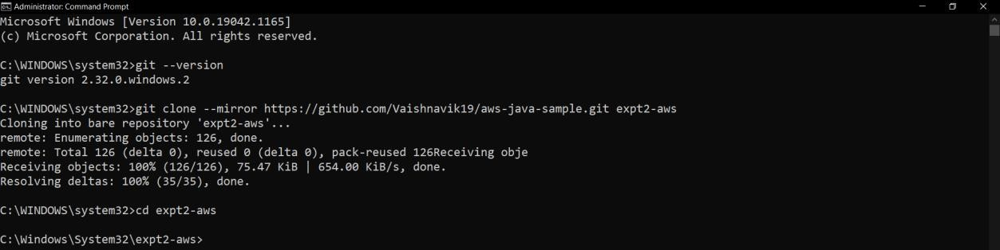 Administrator: Command Prompt
Microsoft Windows [Version 10.0.19042.1165]
(c) Microsoft Corporation. All rights reserved.
C:\WINDOWS\system32>git --version
git version 2.32.0.windows.2
C:\WINDOWS\system32>git clone --mirror https://github.com/Vaishnavik19/aws-java-sample.git expt2-aws
Cloning into bare repository 'expt2-aws'...
remote: Enumerating objects: 126, done.
remote: Total 126 (delta 0), reused 0 (delta 0), pack-reused 126Receiving obje
Receiving objects: 100% (126/126), 75.47 KiB | 654.00 KiB/s, done.
Resolving deltas: 100% (35/35), done.
C:\WINDOWS\system32>cd expt2-aws
C:\Windows\System32\expt2-aws>